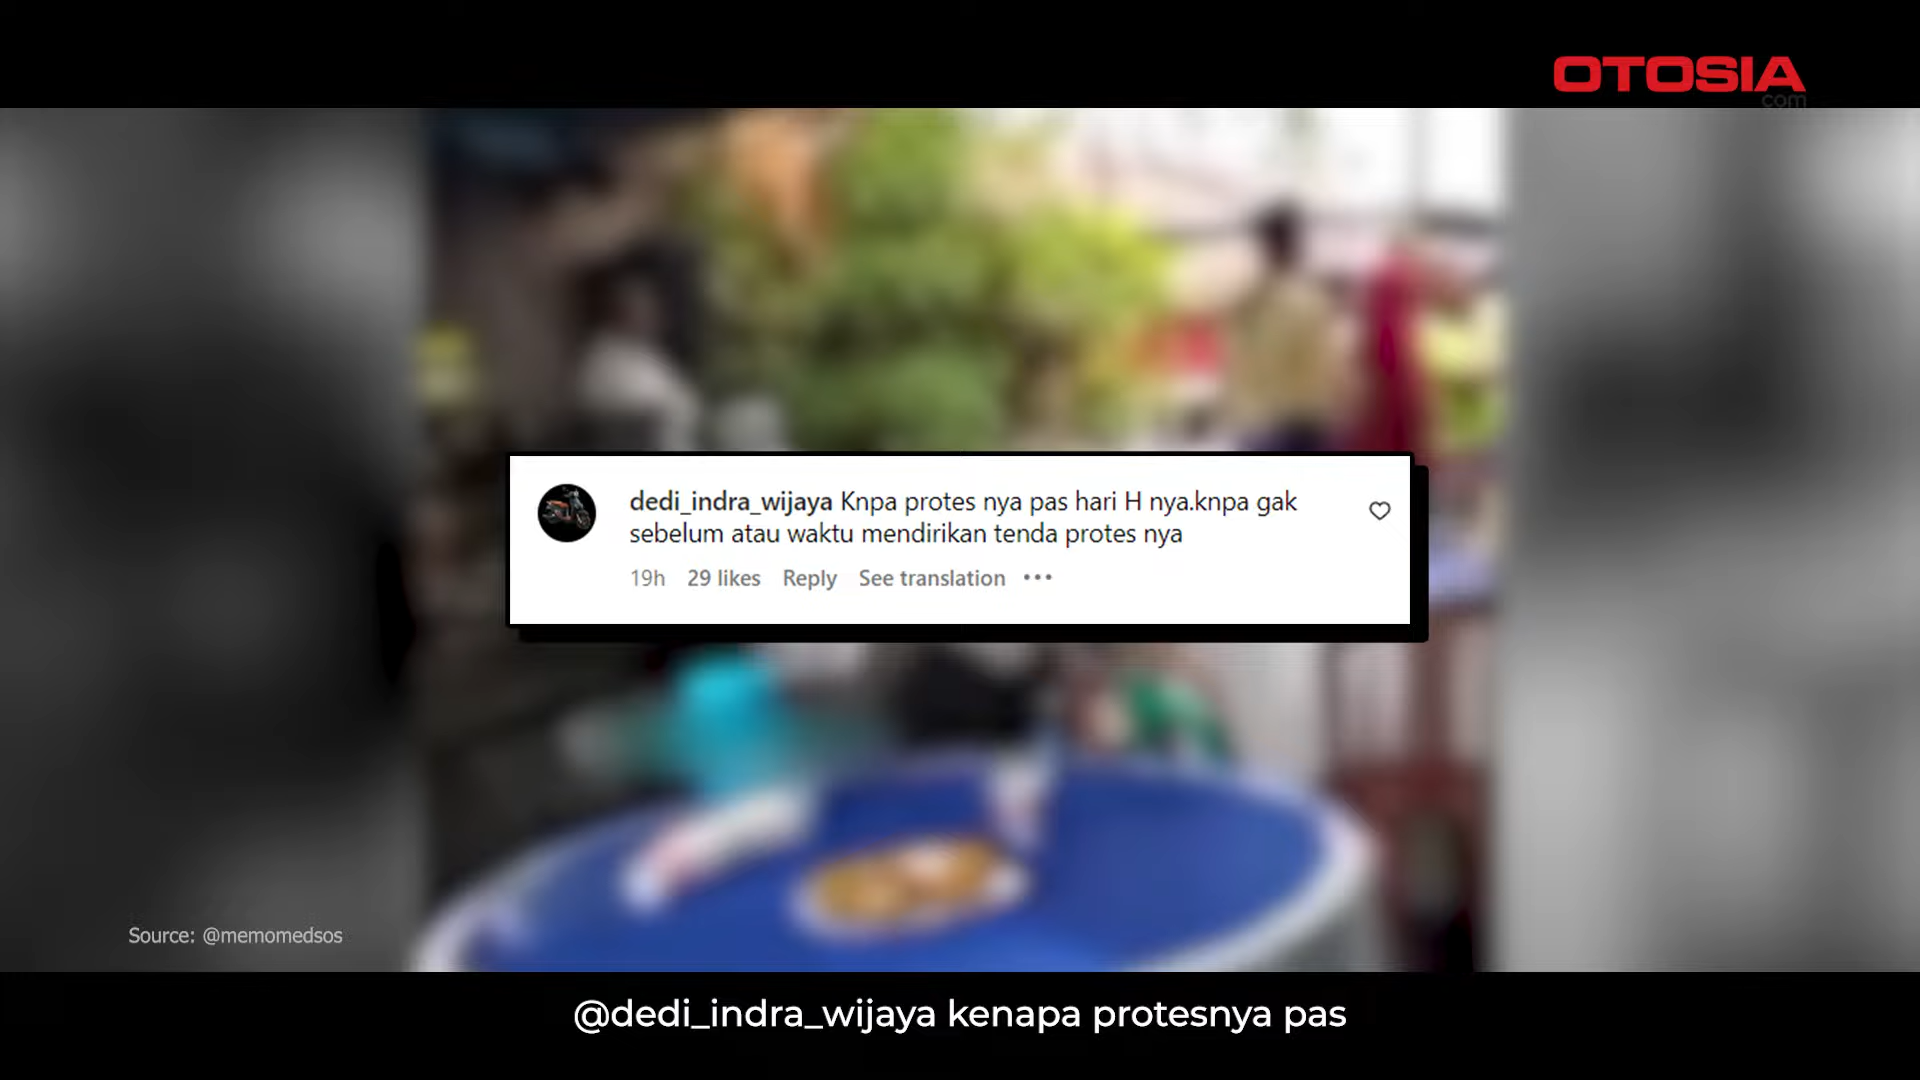 OTOSIA
com
dedi_indra_wijaya Knpa protes nya pas hari H nya.knpa gak
sebelum atau waktu mendirikan tenda protes nya
19h 29 likes Reply See translation •••
Source: @memomedsos
@dedi_indra_wijaya kenapa protesnya pas